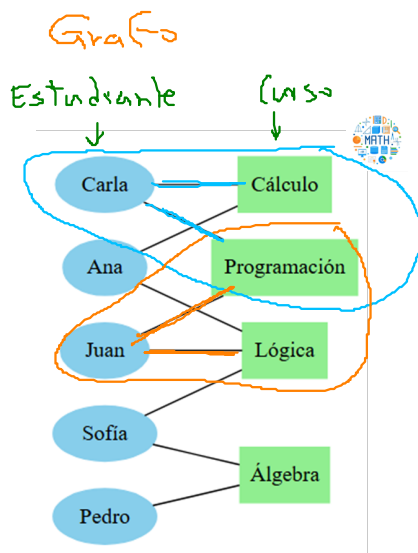 Grafo
Estudiante
Curso
MATH
Carla
Cálculo
Ana
Programación
Juan
Lógica
Sofía
Álgebra
Pedro